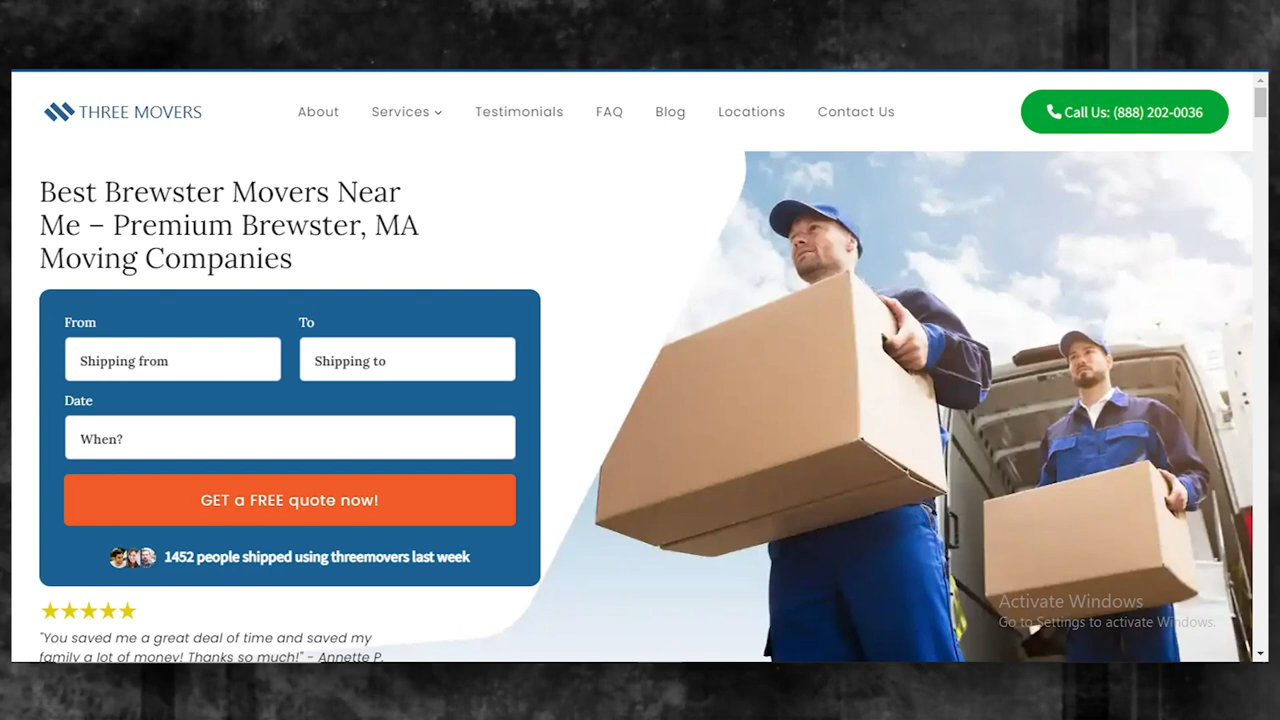 THREE MOVERS
About Services Testimonials FAQ Blog Locations Contact Us
Call Us: (888) 202-0036
Best Brewster Movers Near
Me – Premium Brewster, MA
Moving Companies
From To
Shipping from Shipping to
Date
When?
GET a FREE quote now!
1452 people shipped using threemovers last week
"You saved me a great deal of time and saved my
family a lot of money! Thanks so much!" - Annette P.
Activate Windows
Go to Settings to activate Windows.